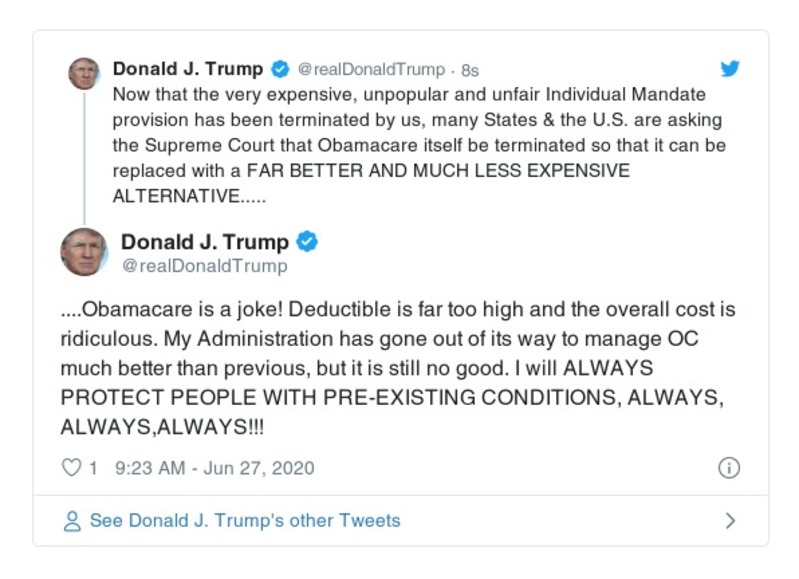 Donald J. Trump @realDonaldTrump · 8s
Now that the very expensive, unpopular and unfair Individual Mandate
provision has been terminated by us, many States & the U.S. are asking
the Supreme Court that Obamacare itself be terminated so that it can be
replaced with a FAR BETTER AND MUCH LESS EXPENSIVE
ALTERNATIVE.....
Donald J. Trump
@realDonaldTrump
....Obamacare is a joke! Deductible is far too high and the overall cost is
ridiculous. My Administration has gone out of its way to manage OC
much better than previous, but it is still no good. I will ALWAYS
PROTECT PEOPLE WITH PRE-EXISTING CONDITIONS, ALWAYS,
ALWAYS,ALWAYS!!!
1 9:23 AM - Jun 27, 2020
See Donald J. Trump's other Tweets